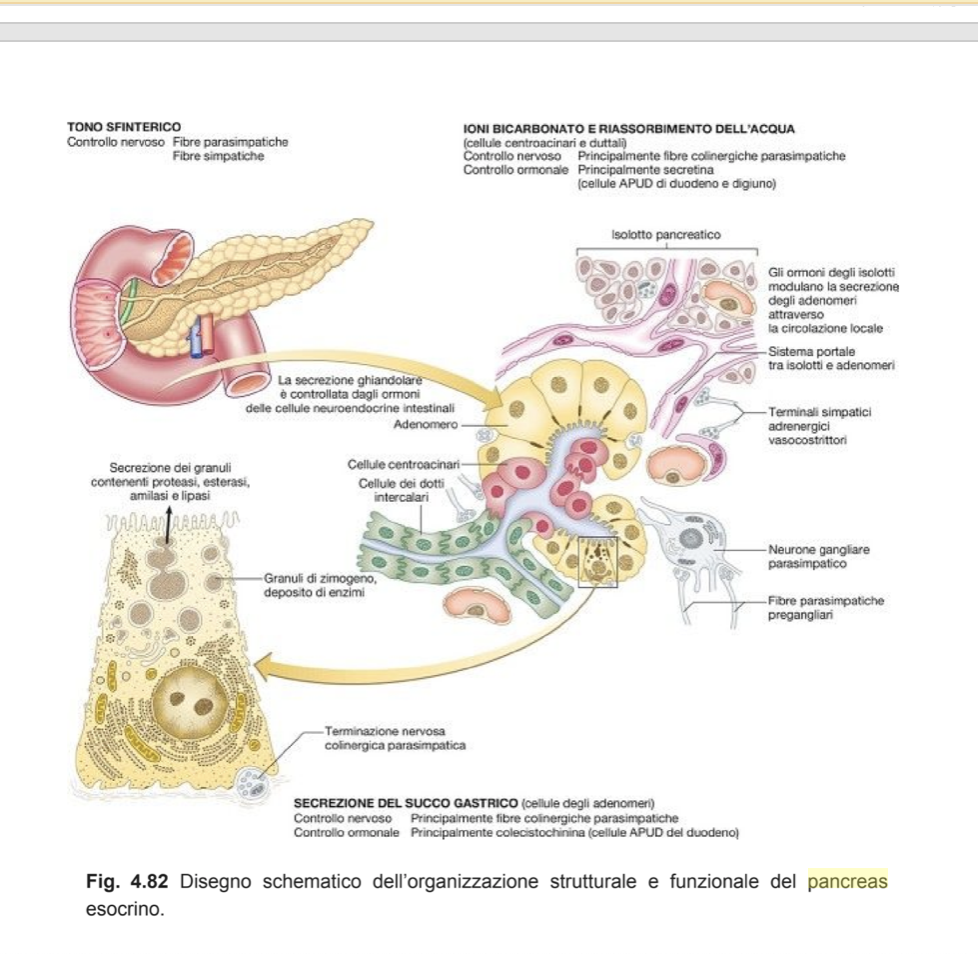 TONO SFINTERICO
Controllo nervoso Fibre parasimpatiche
Fibre simpatiche
IONI BICARBONATO E RIASSORBIMENTO DELL'ACQUA
(cellule centroacinari e duttali)
Controllo nervoso Principalmente fibre colinergiche parasimpatiche
Controllo ormonale Principalmente secretina
(cellule APUD di duodeno e digiuno)
Isolotto pancreatico
Gli ormoni degli isolotti
modulano la secrezione
degli adenomeri
attraverso
la circolazione locale
Sistema portale
tra isolotti e adenomeri
La secrezione ghiandolare
è controllata dagli ormoni
delle cellule neuroendocrine intestinali
Adenomero
Terminali simpatici
adrenergici
vasocostrittori
Cellule centroacinari
Cellule dei dotti
intercalari
Secrezione dei granuli
contenenti proteasi, esterasi,
amilasi e lipasi
Granuli di zimogeno,
deposito di enzimi
Neurone gangliare
parasimpatico
Fibre parasimpatiche
pregangliari
Terminazione nervosa
colinergica parasimpatica
SECREZIONE DEL SUCCO GASTRICO (cellule degli adenomeri)
Controllo nervoso Principalmente fibre colinergiche parasimpatiche
Controllo ormonale Principalmente colecistochinina (cellule APUD del duodeno)
Fig. 4.82 Disegno schematico dell'organizzazione strutturale e funzionale del pancreas
esocrino.